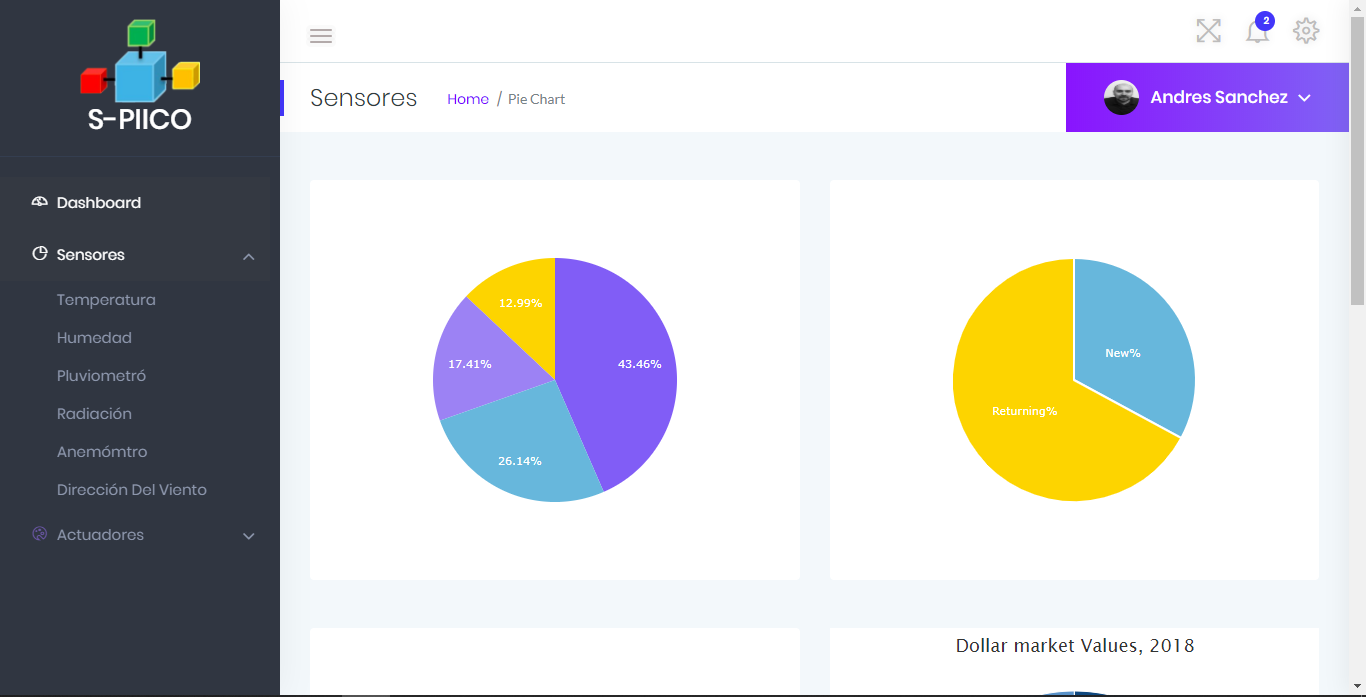 S-PIICO
Dashboard
Sensores
Temperatura
Humedad
Pluviometró
Radiación
Anemómtro
Dirección Del Viento
Actuadores
2
Sensores Home / Pie Chart
Andres Sanchez
12.99%
17.41%
43.46%
26.14%
New%
Returning%
Dollar market Values, 2018